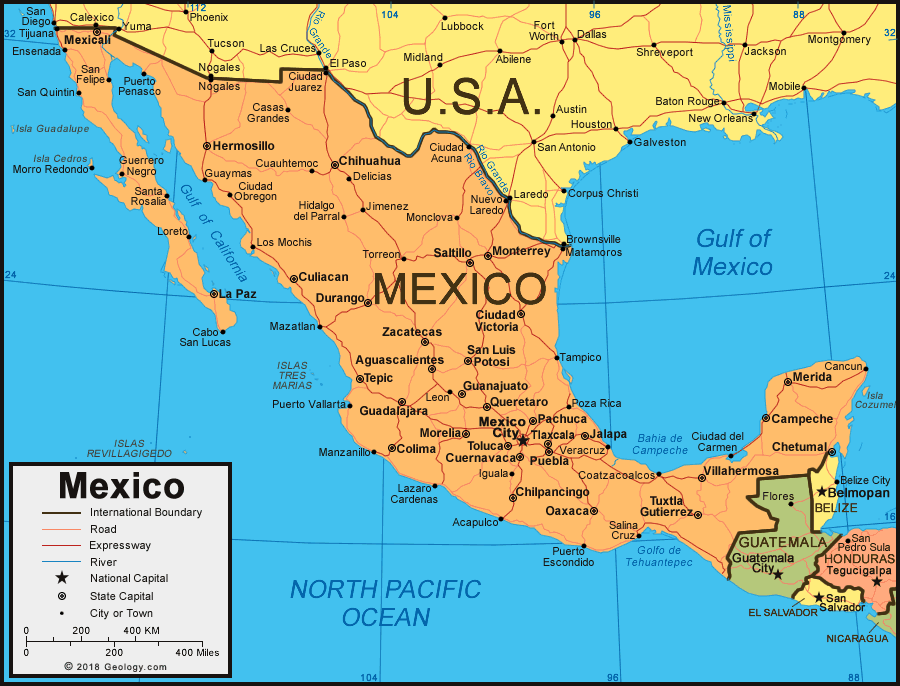 San
Diego
Tijuana
Calexico
Mexicali
Yuma
112
Phoenix
Tucson
Las Cruces
Rio Grande
El Paso
104
Lubbock
Midland
Abilene
Fort
Worth
96
Dallas
Shreveport
Mississippi
Jackson
88
Montgomery
32
32
Ensenada
San
Felipe
San Quintin
Puerto
Penasco
Nogales
Nogales
Ciudad
Juarez
Casas
Grandes
U.S.A.
Austin
Houston
San Antonio
Galveston
Baton Rouge
New Orleans
Mobile
Isla Guadalupe
Isla Cedros
Morro Redondo
Guerrero
Negro
Santa
Rosalia
Loreto
Gulf of California
Hermosillo
Guaymas
Ciudad
Obregon
Cuauhtemoc
Chihuahua
Delicias
Hidalgo
del Parral
Jimenez
Ciudad
Acuna
Rio Grande
Rio Bravo
Nuevo
Laredo
Laredo
Corpus Christi
Monclova
Los Mochis
Torreon
Saltillo
Monterrey
Brownsville
Matamoros
Gulf of
Mexico
24
24
La Paz
Cabo
San Lucas
Culiacan
Durango
MEXICO
Ciudad
Victoria
Mazatlan
Zacatecas
Aguascalientes
San Luis
Potosi
Tampico
ISLAS
TRES
MARIAS
Tepic
Leon
Guanajuato
Puerto Vallarta
Guadalajara
Queretaro
Poza Rica
Mexico
City
Pachuca
Morelia
Tlaxcala
Jalapa
Toluca
Veracruz
Cuernavaca
Puebla
Manzanillo
Colima
Iguala
Coatzacoalcos
Bahia de
Campeche
Ciudad del
Carmen
Villahermosa
Merida
Cancun
Isla
Cozumel
Campeche
Chetumal
Lazaro
Cardenas
Chilpancingo
Acapulco
Oaxaca
Tuxtla
Gutierrez
Salina
Cruz
Puerto
Escondido
Golfo de
Tehuantepec
Flores
Belize City
Belmopan
BELIZE
16
GUATEMALA
Guatemala
City
San
Pedro Sula
HONDURAS
Tegucigalpa
EL SALVADOR
San
Salvador
NICARAGUA
ISLAS
REVILLAGIGEDO
NORTH PACIFIC
OCEAN
104
96
88
Mexico
International Boundary
Road
Expressway
River
National Capital
State Capital
City or Town
0 200 400 KM
0 200 400 Miles
© 2018 Geology.com